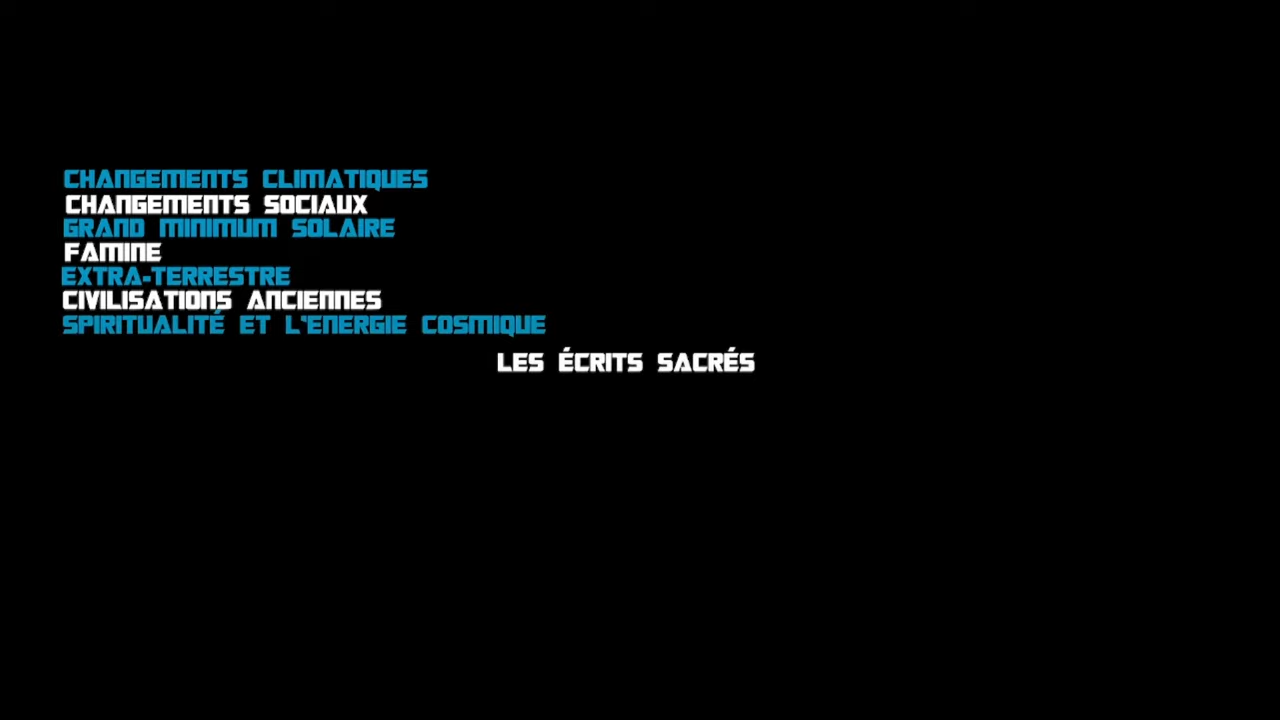 CHANGEMENTS CLIMATIQUES
CHANGEMENTS SOCIAUX
GRAND MINIMUM SOLAIRE
FAMINE
EXTRA-TERRESTRE
CIVILISATIONS ANCIENNES
SPIRITUALITÉ ET L'ENERGIE COSMIQUE
LES ÉCRITS SACRÉS